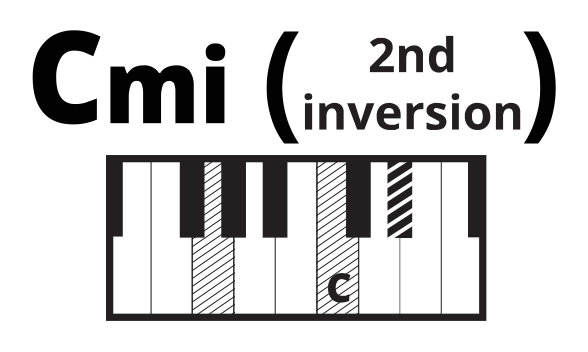 Cmi (2nd
inversion)
C